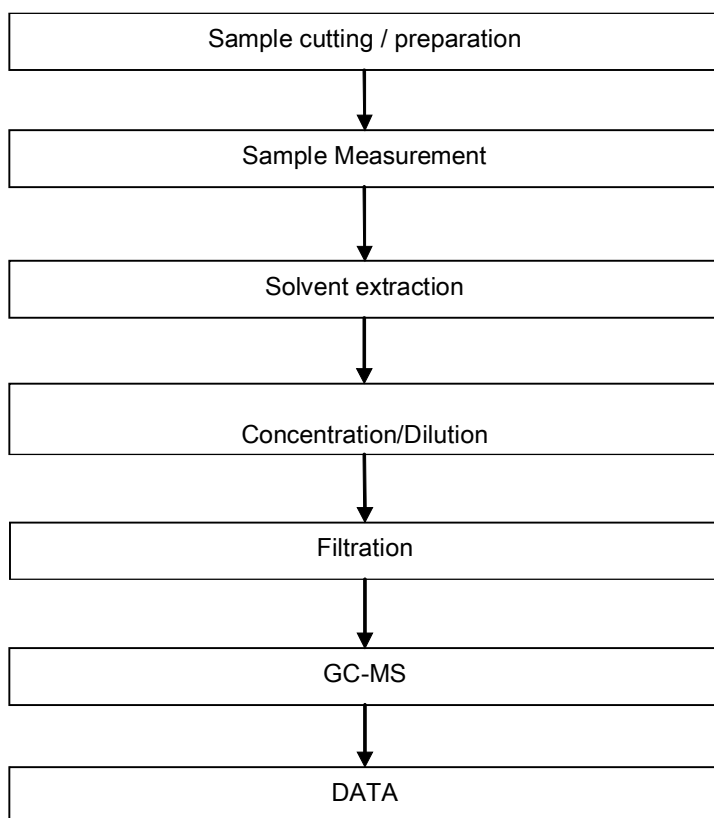 Sample cutting / preparation
Sample Measurement
Solvent extraction
Concentration/Dilution
Filtration
GC-MS
DATA